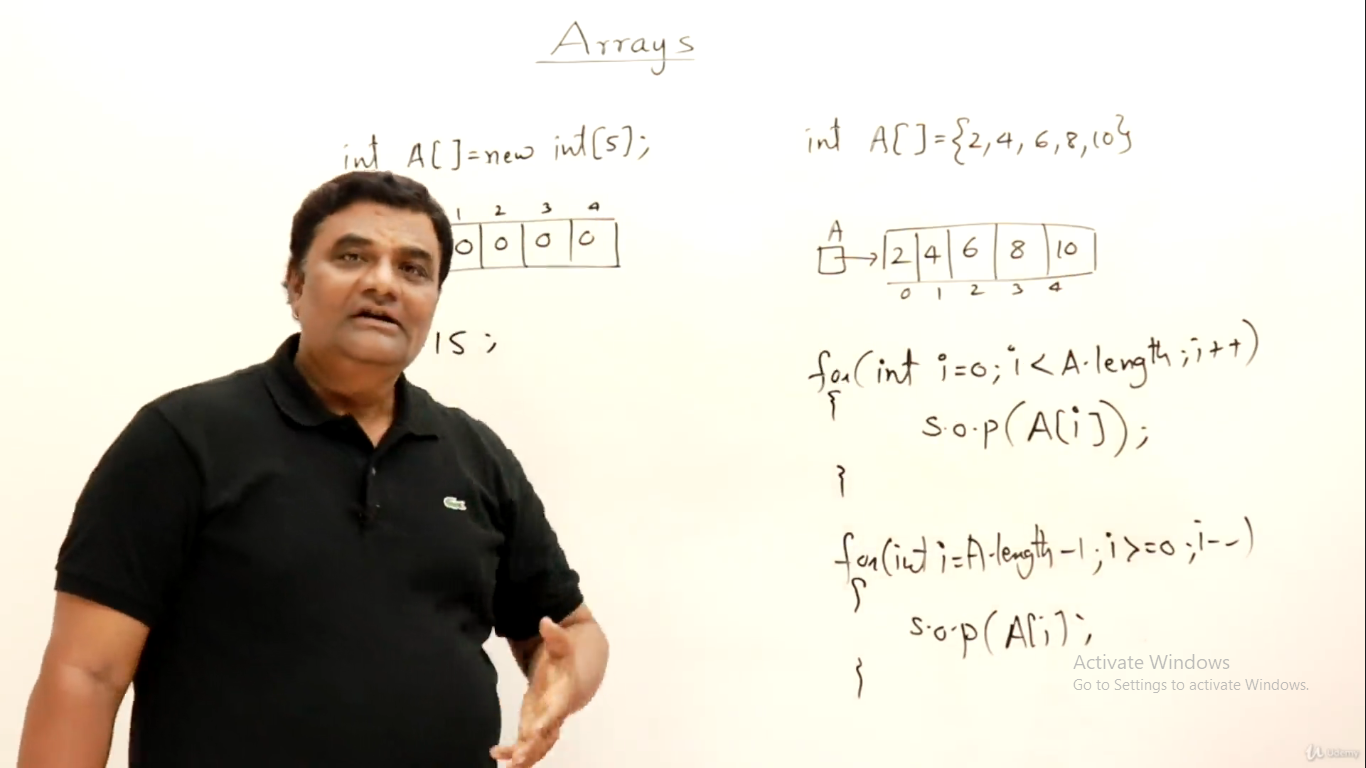 Arrays
int A[]=new int[5];
1 2 3 4
0 0 0 0
15;
int A[]={2,4,6,8,10}
A
2 4 6 8 10
0 1 2 3 4
for(int i=0;i<A.length;i++)
{
s.o.p(A[i]);
}
for(int i=A.length-1;i>=0;i--)
{
s.o.p(A[i);
}
Activate Windows
Go to Settings to activate Windows.
Udemy